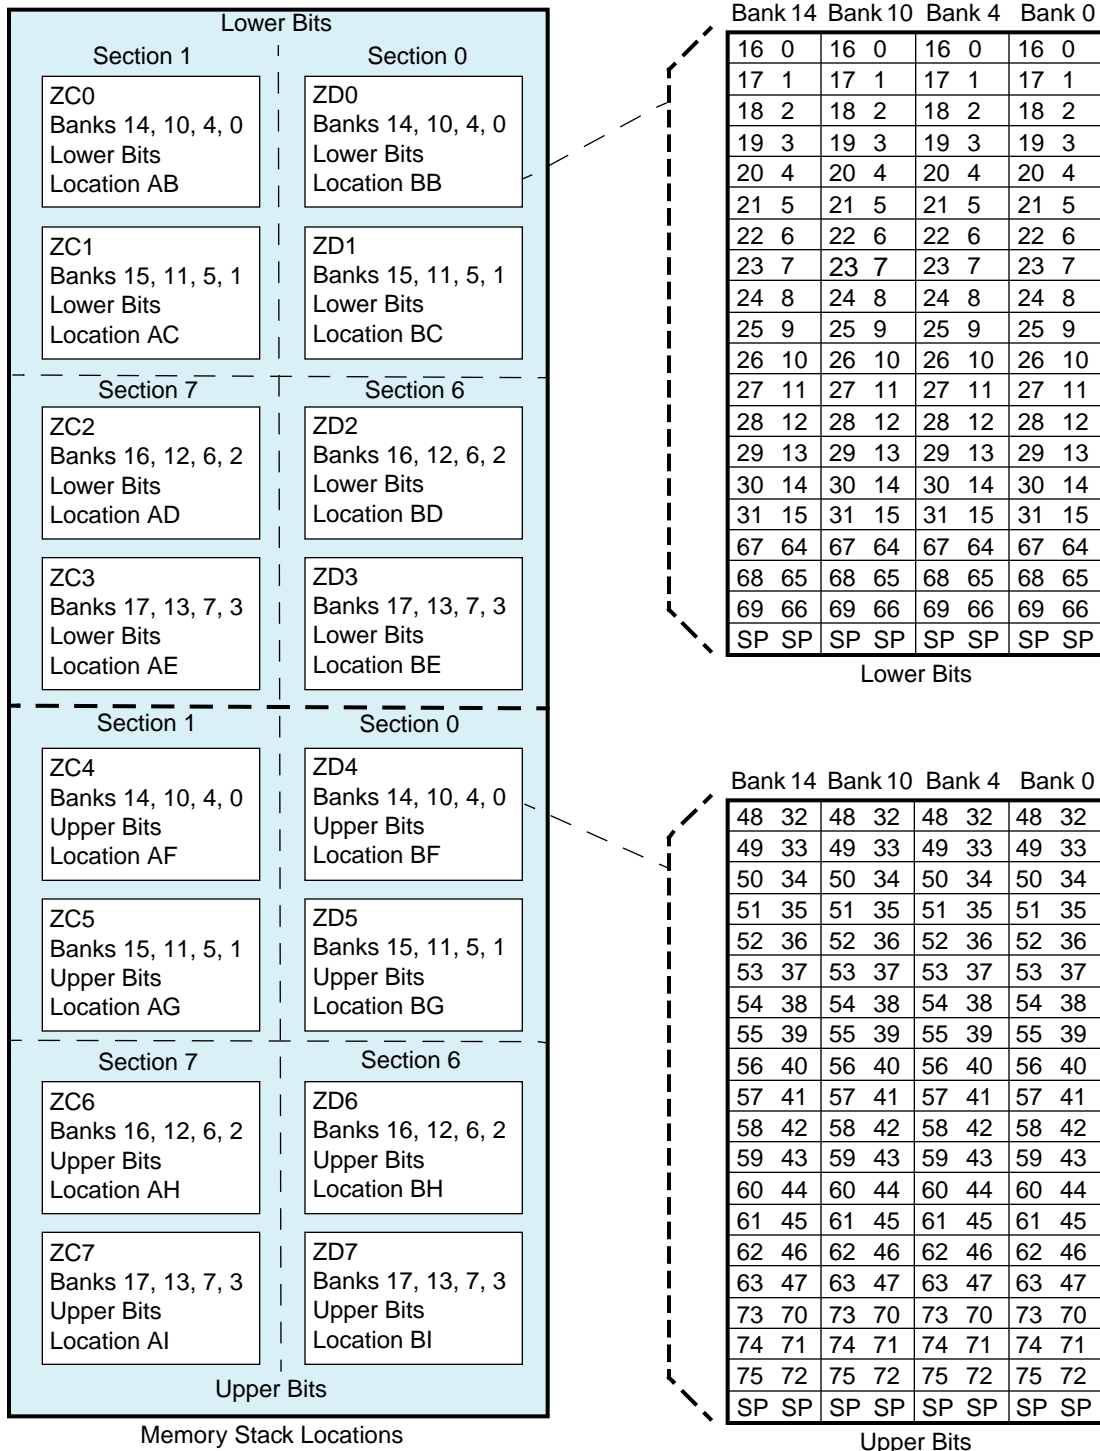 Lower Bits
Section 1 Section 0
ZC0
Banks 14, 10, 4, 0
Lower Bits
Location AB
ZD0
Banks 14, 10, 4, 0
Lower Bits
Location BB
ZC1
Banks 15, 11, 5, 1
Lower Bits
Location AC
ZD1
Banks 15, 11, 5, 1
Lower Bits
Location BC
Section 7 Section 6
ZC2
Banks 16, 12, 6, 2
Lower Bits
Location AD
ZD2
Banks 16, 12, 6, 2
Lower Bits
Location BD
ZC3
Banks 17, 13, 7, 3
Lower Bits
Location AE
ZD3
Banks 17, 13, 7, 3
Lower Bits
Location BE
Section 1 Section 0
ZC4
Banks 14, 10, 4, 0
Upper Bits
Location AF
ZD4
Banks 14, 10, 4, 0
Upper Bits
Location BF
ZC5
Banks 15, 11, 5, 1
Upper Bits
Location AG
ZD5
Banks 15, 11, 5, 1
Upper Bits
Location BG
Section 7 Section 6
ZC6
Banks 16, 12, 6, 2
Upper Bits
Location AH
ZD6
Banks 16, 12, 6, 2
Upper Bits
Location BH
ZC7
Banks 17, 13, 7, 3
Upper Bits
Location AI
ZD7
Banks 17, 13, 7, 3
Upper Bits
Location BI
Upper Bits
Memory Stack Locations
Bank 14 Bank 10 Bank 4 Bank 0
16 0 16 0 16 0 16 0
17 1 17 1 17 1 17 1
18 2 18 2 18 2 18 2
19 3 19 3 19 3 19 3
20 4 20 4 20 4 20 4
21 5 21 5 21 5 21 5
22 6 22 6 22 6 22 6
23 7 23 7 23 7 23 7
24 8 24 8 24 8 24 8
25 9 25 9 25 9 25 9
26 10 26 10 26 10 26 10
27 11 27 11 27 11 27 11
28 12 28 12 28 12 28 12
29 13 29 13 29 13 29 13
30 14 30 14 30 14 30 14
31 15 31 15 31 15 31 15
67 64 67 64 67 64 67 64
68 65 68 65 68 65 68 65
69 66 69 66 69 66 69 66
SP SP SP SP SP SP SP SP
Lower Bits
Bank 14 Bank 10 Bank 4 Bank 0
48 32 48 32 48 32 48 32
49 33 49 33 49 33 49 33
50 34 50 34 50 34 50 34
51 35 51 35 51 35 51 35
52 36 52 36 52 36 52 36
53 37 53 37 53 37 53 37
54 38 54 38 54 38 54 38
55 39 55 39 55 39 55 39
56 40 56 40 56 40 56 40
57 41 57 41 57 41 57 41
58 42 58 42 58 42 58 42
59 43 59 43 59 43 59 43
60 44 60 44 60 44 60 44
61 45 61 45 61 45 61 45
62 46 62 46 62 46 62 46
63 47 63 47 63 47 63 47
73 70 73 70 73 70 73 70
74 71 74 71 74 71 74 71
75 72 75 72 75 72 75 72
SP SP SP SP SP SP SP SP
Upper Bits